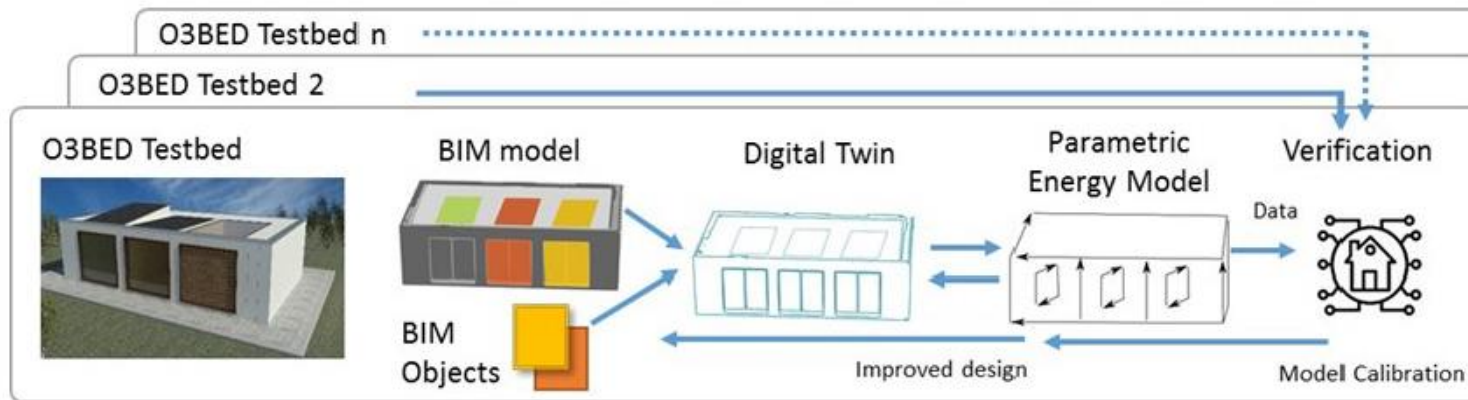 O3BED Testbed n
O3BED Testbed 2
O3BED Testbed
BIM model
Digital Twin
Parametric
Energy Model
Verification
Data
BIM
Objects
Improved design
Model Calibration